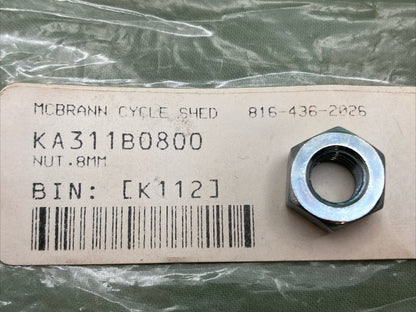 MCBRANN CYCLE SHED 816-436-2026
KA311B0800
NUT.8MM
BIN: [K112]